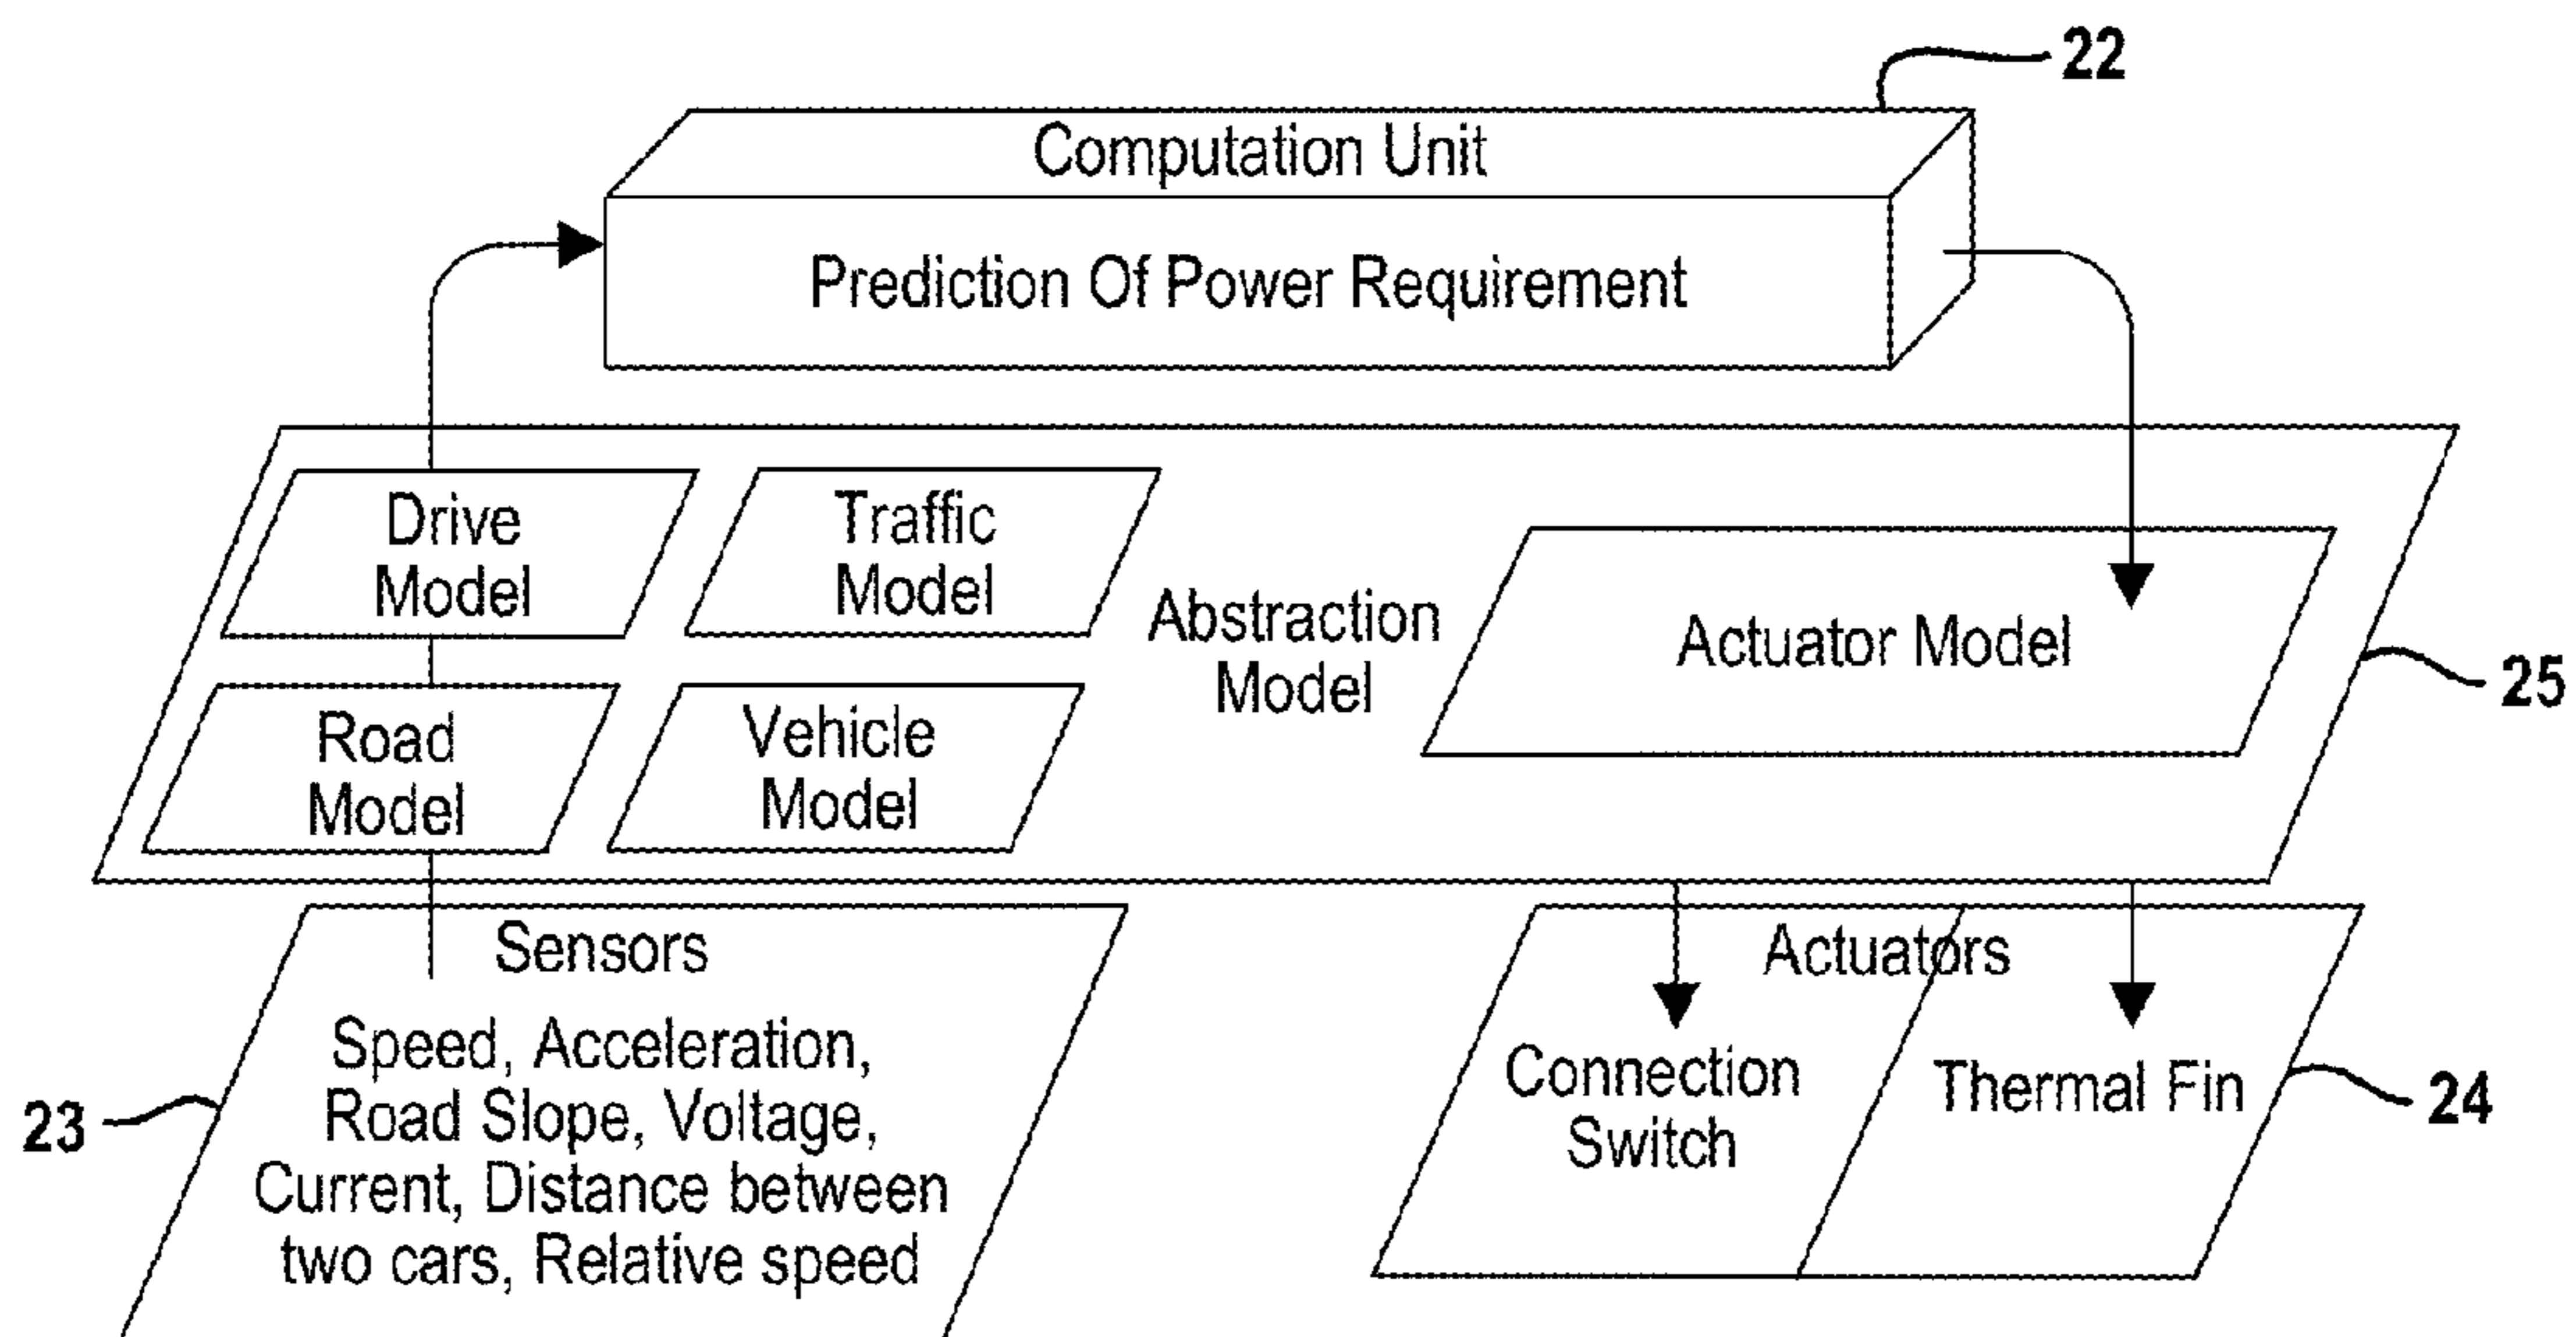 22
Computation Unit
Prediction Of Power Requirement
Drive
Model
Traffic
Model
Road
Model
Vehicle
Model
Abstraction
Model
Actuator Model
25
Sensors
Speed, Acceleration,
Road Slope, Voltage,
Current, Distance between
two cars, Relative speed
23
Actuators
Connection
Switch
Thermal Fin
24